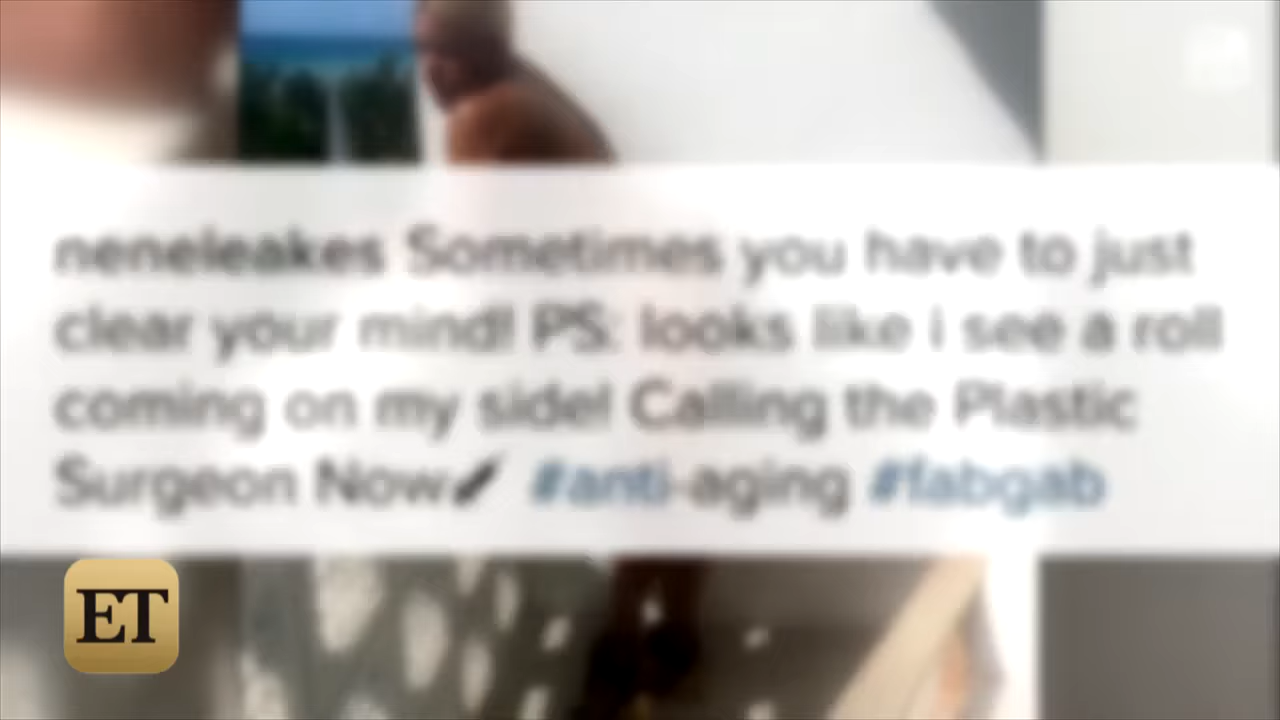 neneleakes Sometimes you have to just
clear your mind! PS: looks like i see a roll
coming on my side! Calling the Plastic
Surgeon Now #anti-aging #fabgab
ET